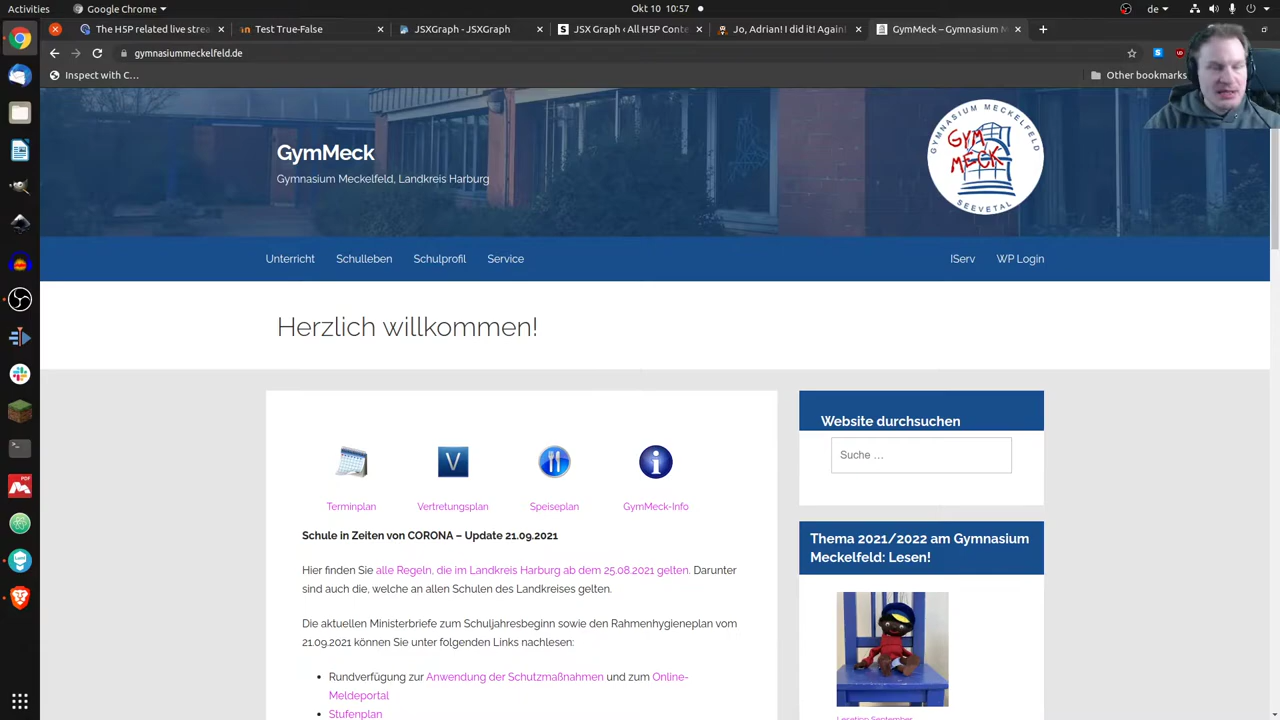 Activities
Google Chrome
Okt 10 10:57
de
The H5P related live strea
Test True-False
JSXGraph - JSXGraph
JSX Graph ‹ All H5P Conte
Jo, Adrian! I did it! Again!
GymMeck – Gymnasium M
gymnasiummeckelfeld.de
Inspect with C…
Other bookmarks
GymMeck
Gymnasium Meckelfeld, Landkreis Harburg
GYMNASIUM MECKELFELD
GYM
MECK
SEEVETAL
Unterricht
Schulleben
Schulprofil
Service
IServ
WP Login
Herzlich willkommen!
Terminplan
Vertretungsplan
Speiseplan
GymMeck-Info
Schule in Zeiten von CORONA – Update 21.09.2021
Hier finden Sie alle Regeln, die im Landkreis Harburg ab dem 25.08.2021 gelten. Darunter
sind auch die, welche an allen Schulen des Landkreises gelten.
Die aktuellen Ministerbriefe zum Schuljahresbeginn sowie den Rahmenhygieneplan vom
21.09.2021 können Sie unter folgenden Links nachlesen:
• Rundverfügung zur Anwendung der Schutzmaßnahmen und zum Online-
Meldeportal
• Stufenplan
Website durchsuchen
Suche …
Thema 2021/2022 am Gymnasium
Meckelfeld: Lesen!
Lesetipp September